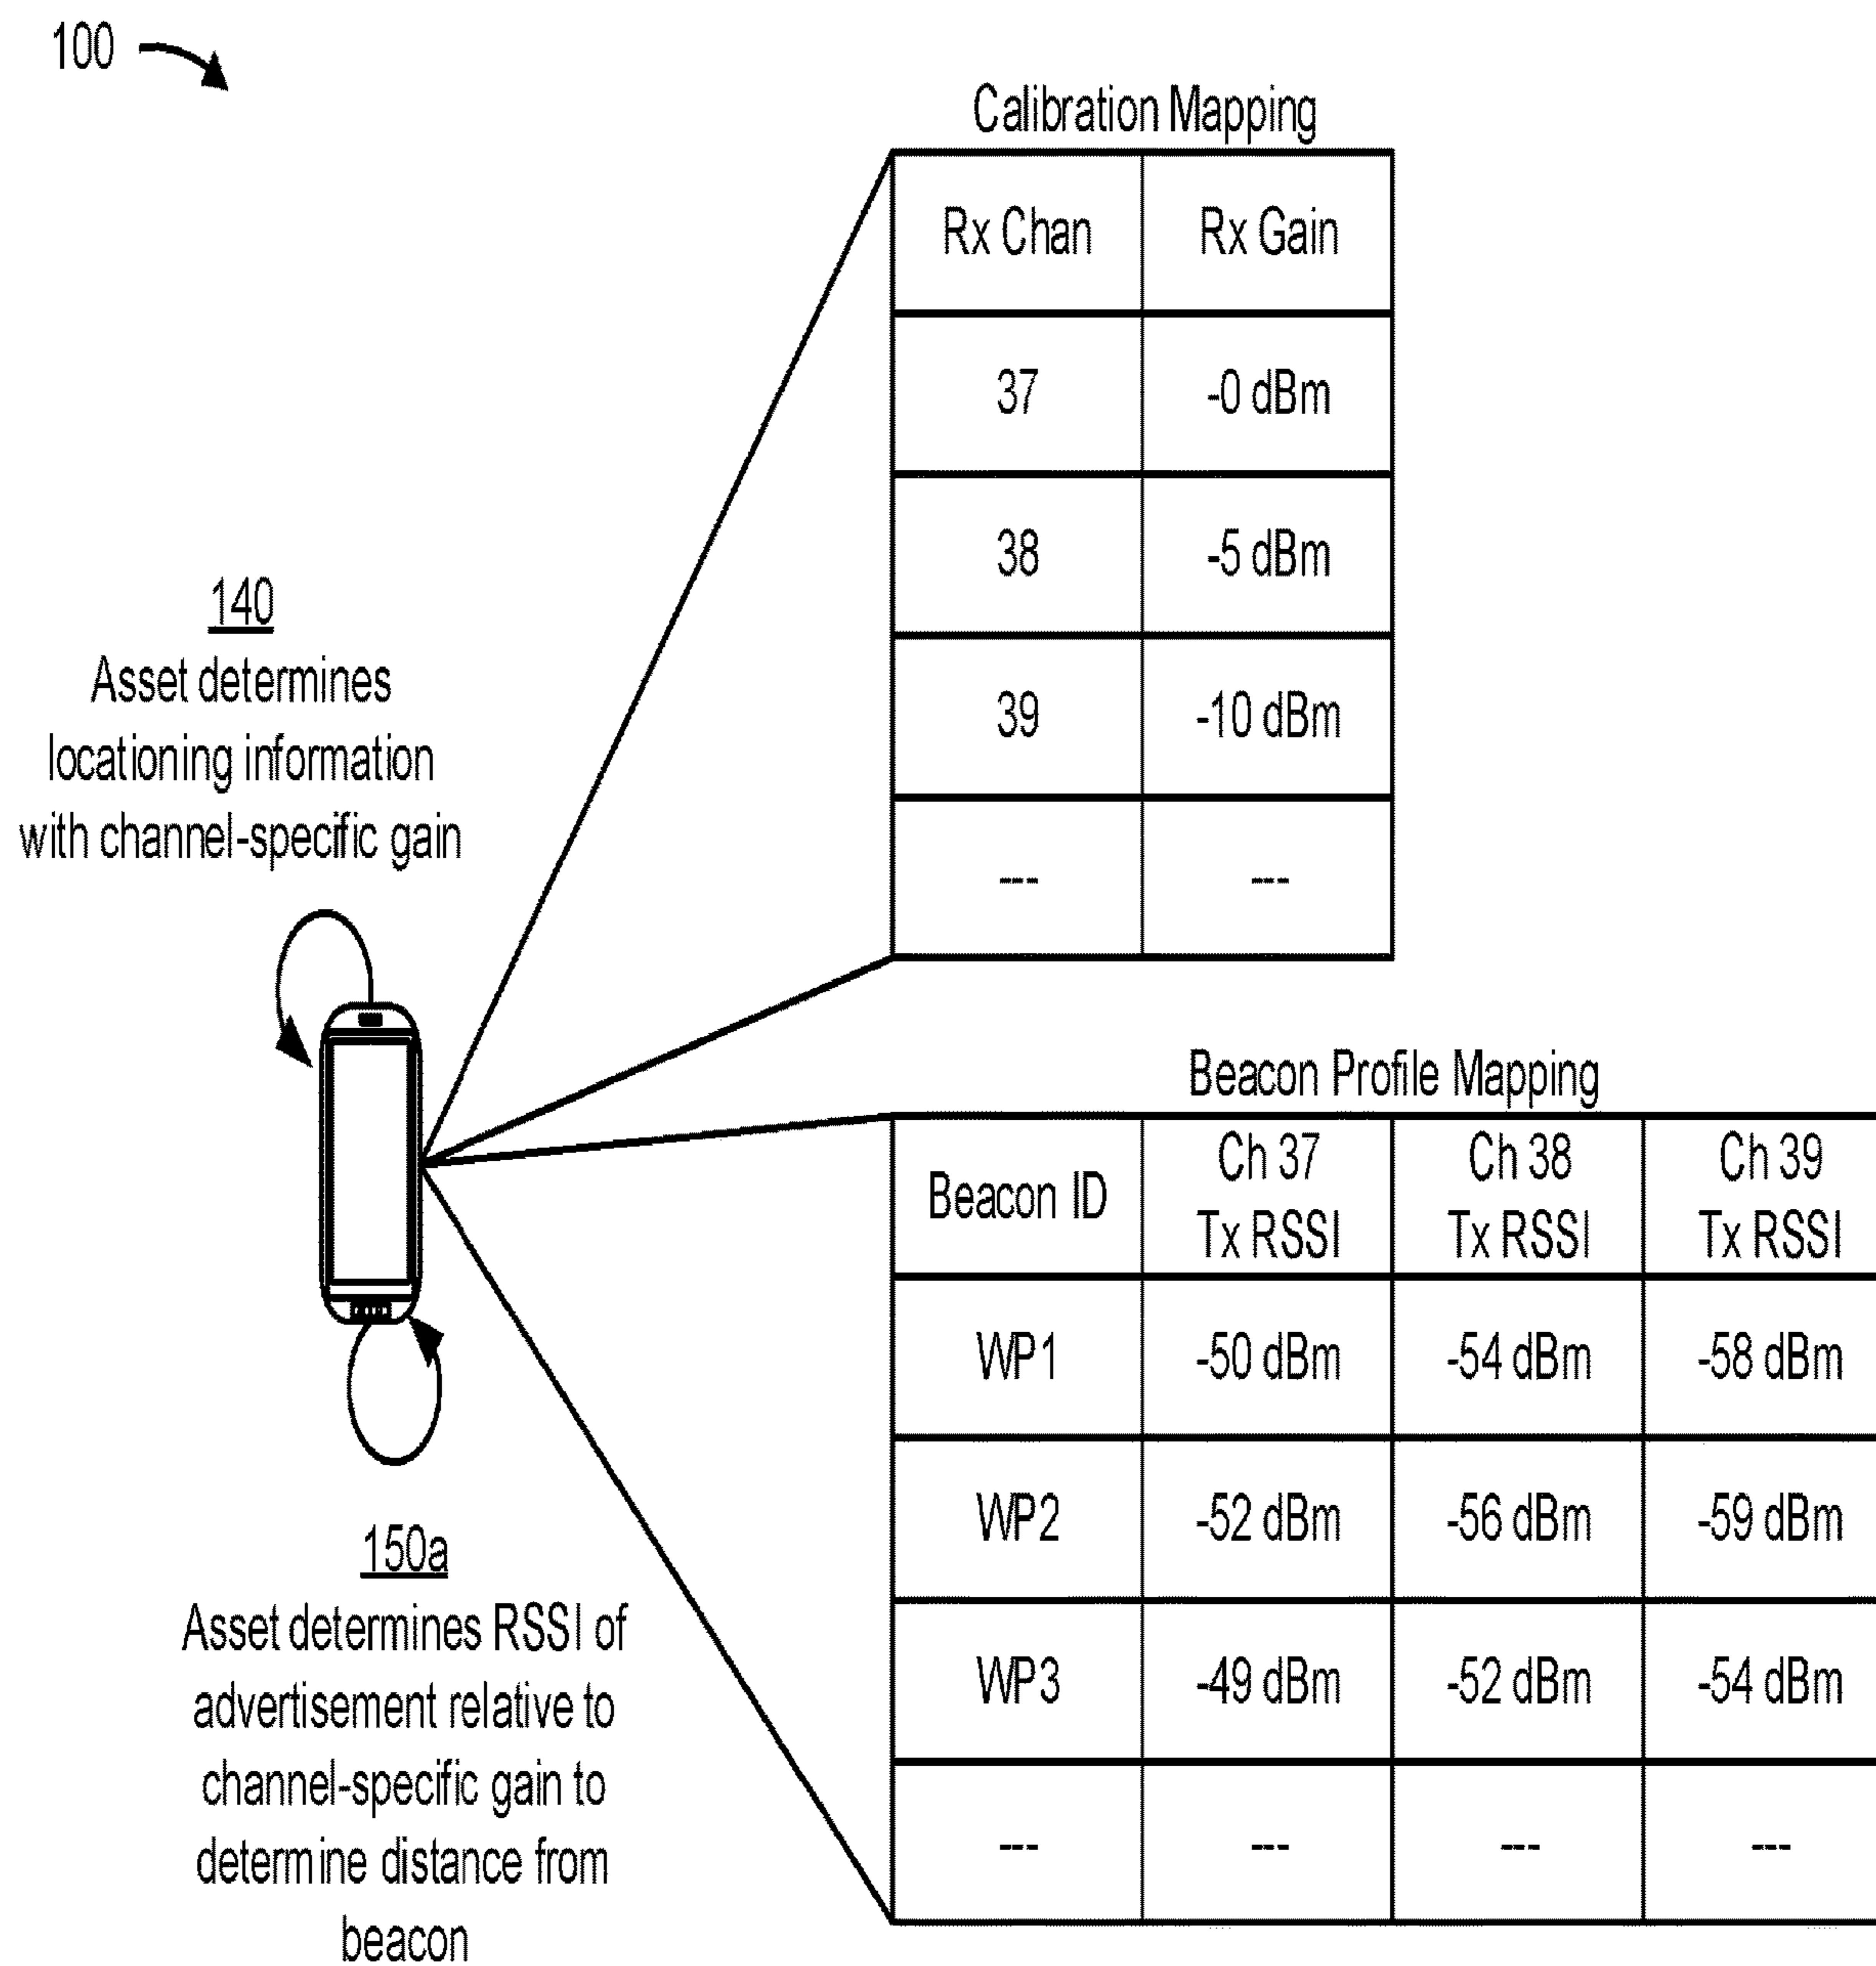 100
Calibration Mapping
Rx Chan Rx Gain
37 -0 dBm
38 -5 dBm
39 -10 dBm
--- ---
140
Asset determines
locationing information
with channel-specific gain
Beacon Profile Mapping
Beacon ID Ch 37 Tx RSSI Ch 38 Tx RSSI Ch 39 Tx RSSI
WP1 -50 dBm -54 dBm -58 dBm
WP2 -52 dBm -56 dBm -59 dBm
WP3 -49 dBm -52 dBm -54 dBm
--- --- --- ---
150a
Asset determines RSSI of
advertisement relative to
channel-specific gain to
determine distance from
beacon